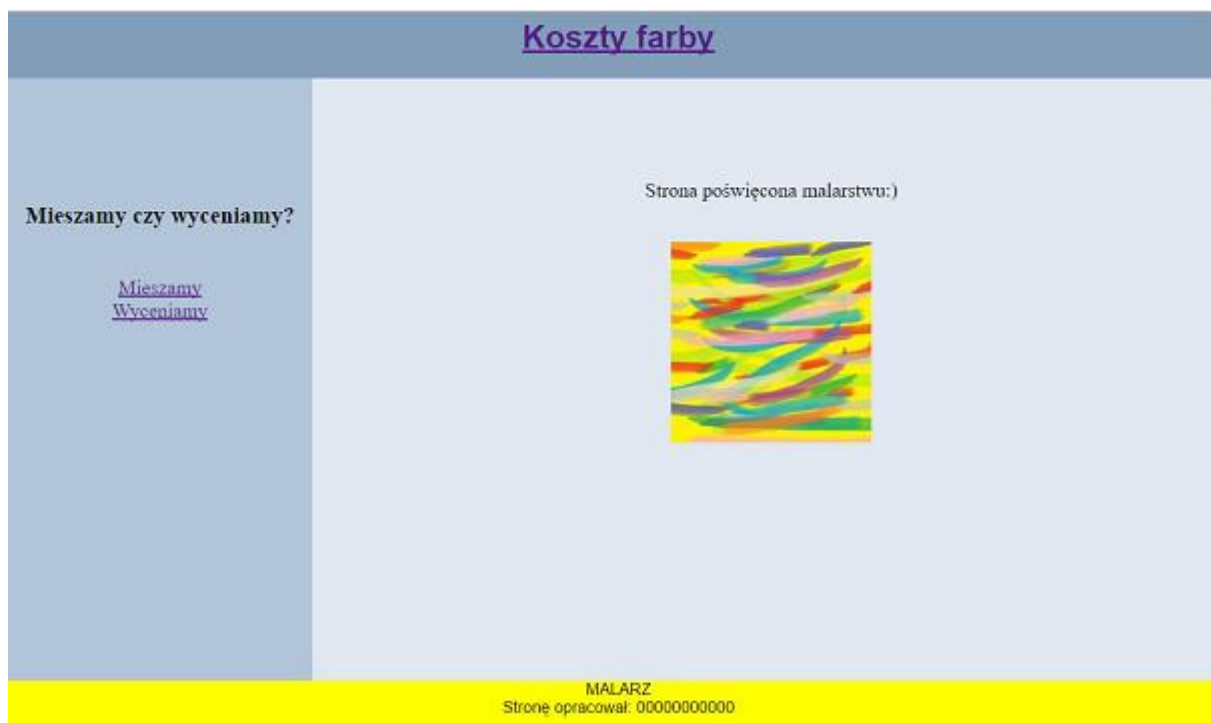 Koszty farby
Mieszamy czy wyceniamy?
Mieszamy
Wyceniamy
Strona poświęcona malarstwu:)
MALARZ
Stronę opracował: 00000000000